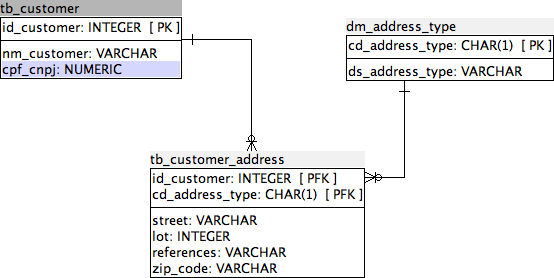 tb_customer
id_customer: INTEGER [ PK ]
nm_customer: VARCHAR
cpf_cnpj: NUMERIC
dm_address_type
cd_address_type: CHAR(1) [ PK ]
ds_address_type: VARCHAR
tb_customer_address
id_customer: INTEGER [ PFK ]
cd_address_type: CHAR(1) [ PFK ]
street: VARCHAR
lot: INTEGER
references: VARCHAR
zip_code: VARCHAR